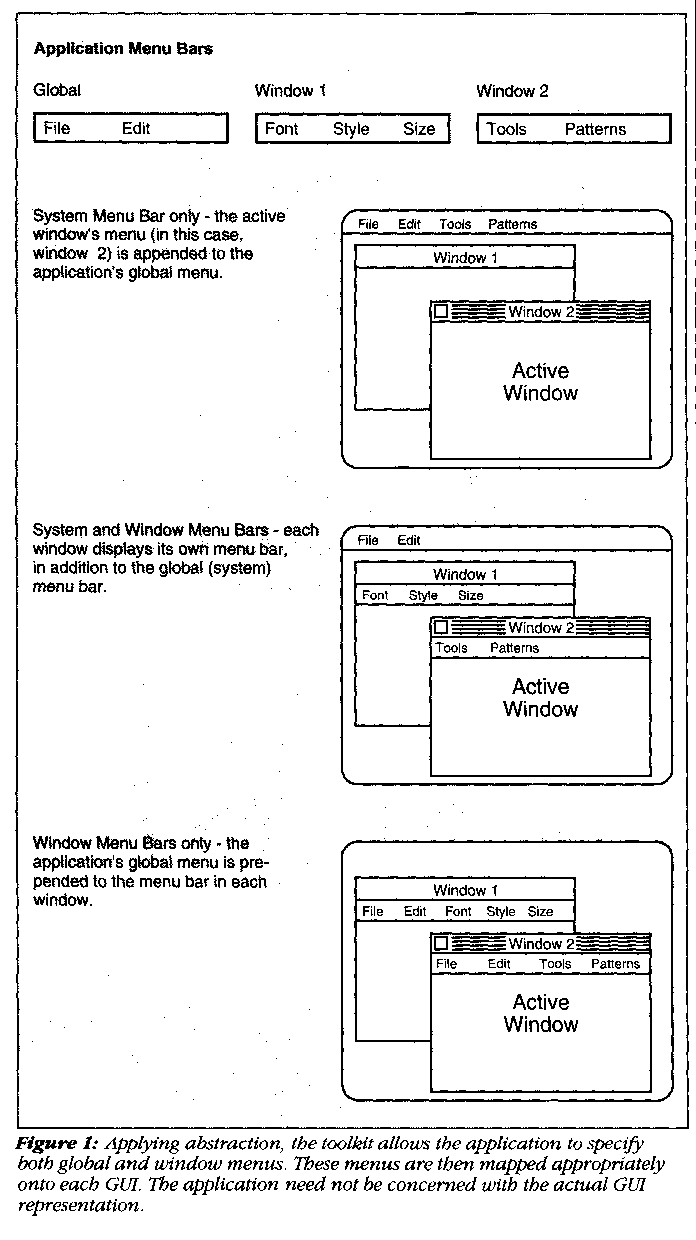 Application Menu Bars
Global
Window 1
Window 2
File Edit
Font Style Size
Tools Patterns
System Menu Bar only - the active
window's menu (in this case,
window 2) is appended to the
application's global menu.
File Edit Tools Patterns
Window 1
Window 2
Active
Window
System and Window Menu Bars - each
window displays its own menu bar,
in addition to the global (system)
menu bar.
File Edit
Window 1
Font Style Size
Window 2
Tools Patterns
Active
Window
Window Menu Bars only - the
application's global menu is pre-
pended to the menu bar in each
window.
Window 1
File Edit Font Style Size
Window 2
File Edit Tools Patterns
Active
Window
Figure 1: Applying abstraction, the toolkit allows the application to specify
both global and window menus. These menus are then mapped appropriately
onto each GUI. The application need not be concerned with the actual GUI
representation.